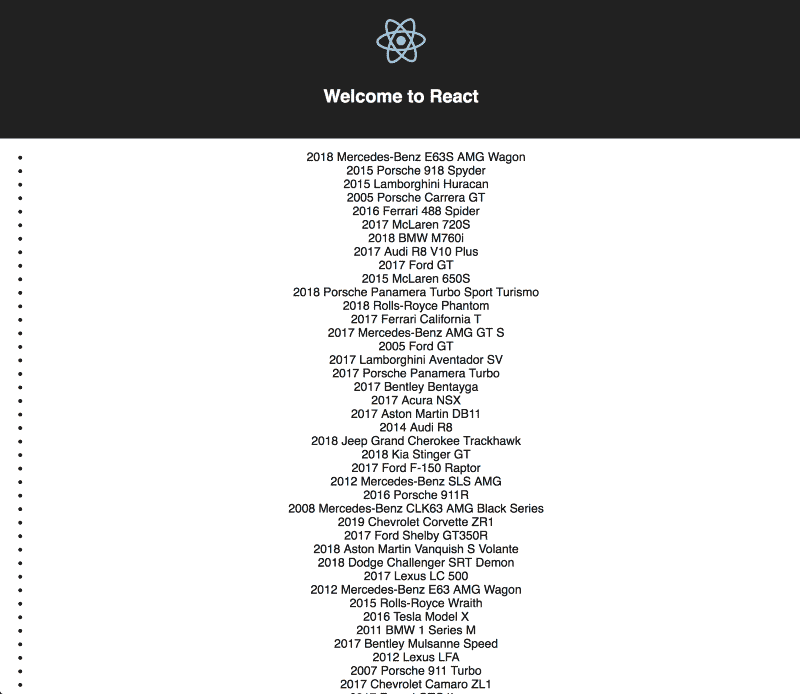 Welcome to React
2018 Mercedes-Benz E63S AMG Wagon
2015 Porsche 918 Spyder
2015 Lamborghini Huracan
2005 Porsche Carrera GT
2016 Ferrari 488 Spider
2017 McLaren 720S
2018 BMW M760i
2017 Audi R8 V10 Plus
2017 Ford GT
2015 McLaren 650S
2018 Porsche Panamera Turbo Sport Turismo
2018 Rolls-Royce Phantom
2017 Ferrari California T
2017 Mercedes-Benz AMG GT S
2005 Ford GT
2017 Lamborghini Aventador SV
2017 Porsche Panamera Turbo
2017 Bentley Bentayga
2017 Acura NSX
2017 Aston Martin DB11
2014 Audi R8
2018 Jeep Grand Cherokee Trackhawk
2018 Kia Stinger GT
2017 Ford F-150 Raptor
2012 Mercedes-Benz SLS AMG
2016 Porsche 911R
2008 Mercedes-Benz CLK63 AMG Black Series
2019 Chevrolet Corvette ZR1
2017 Ford Shelby GT350R
2018 Aston Martin Vanquish S Volante
2018 Dodge Challenger SRT Demon
2017 Lexus LC 500
2012 Mercedes-Benz E63 AMG Wagon
2015 Rolls-Royce Wraith
2016 Tesla Model X
2011 BMW 1 Series M
2017 Bentley Mulsanne Speed
2012 Lexus LFA
2007 Porsche 911 Turbo
2017 Chevrolet Camaro ZL1